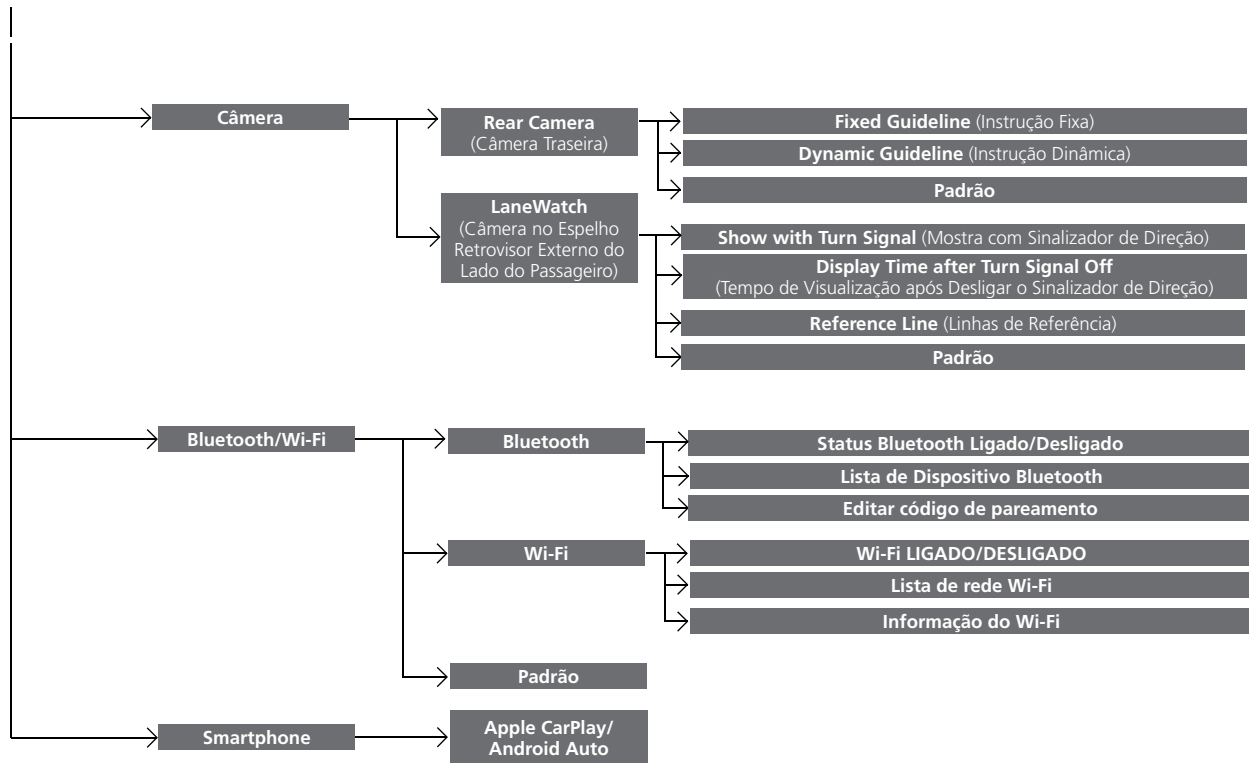 Câmera
Rear Camera
(Câmera Traseira)
Fixed Guideline (Instrução Fixa)
Dynamic Guideline (Instrução Dinâmica)
Padrão
LaneWatch
(Câmera no Espelho
Retrovisor Externo do
Lado do Passageiro)
Show with Turn Signal (Mostra com Sinalizador de Direção)
Display Time after Turn Signal Off
(Tempo de Visualização após Desligar o Sinalizador de Direção)
Reference Line (Linhas de Referência)
Padrão
Bluetooth/Wi-Fi
Bluetooth
Status Bluetooth Ligado/Desligado
Lista de Dispositivo Bluetooth
Editar código de pareamento
Wi-Fi
Wi-Fi LIGADO/DESLIGADO
Lista de rede Wi-Fi
Informação do Wi-Fi
Padrão
Smartphone
Apple CarPlay/
Android Auto